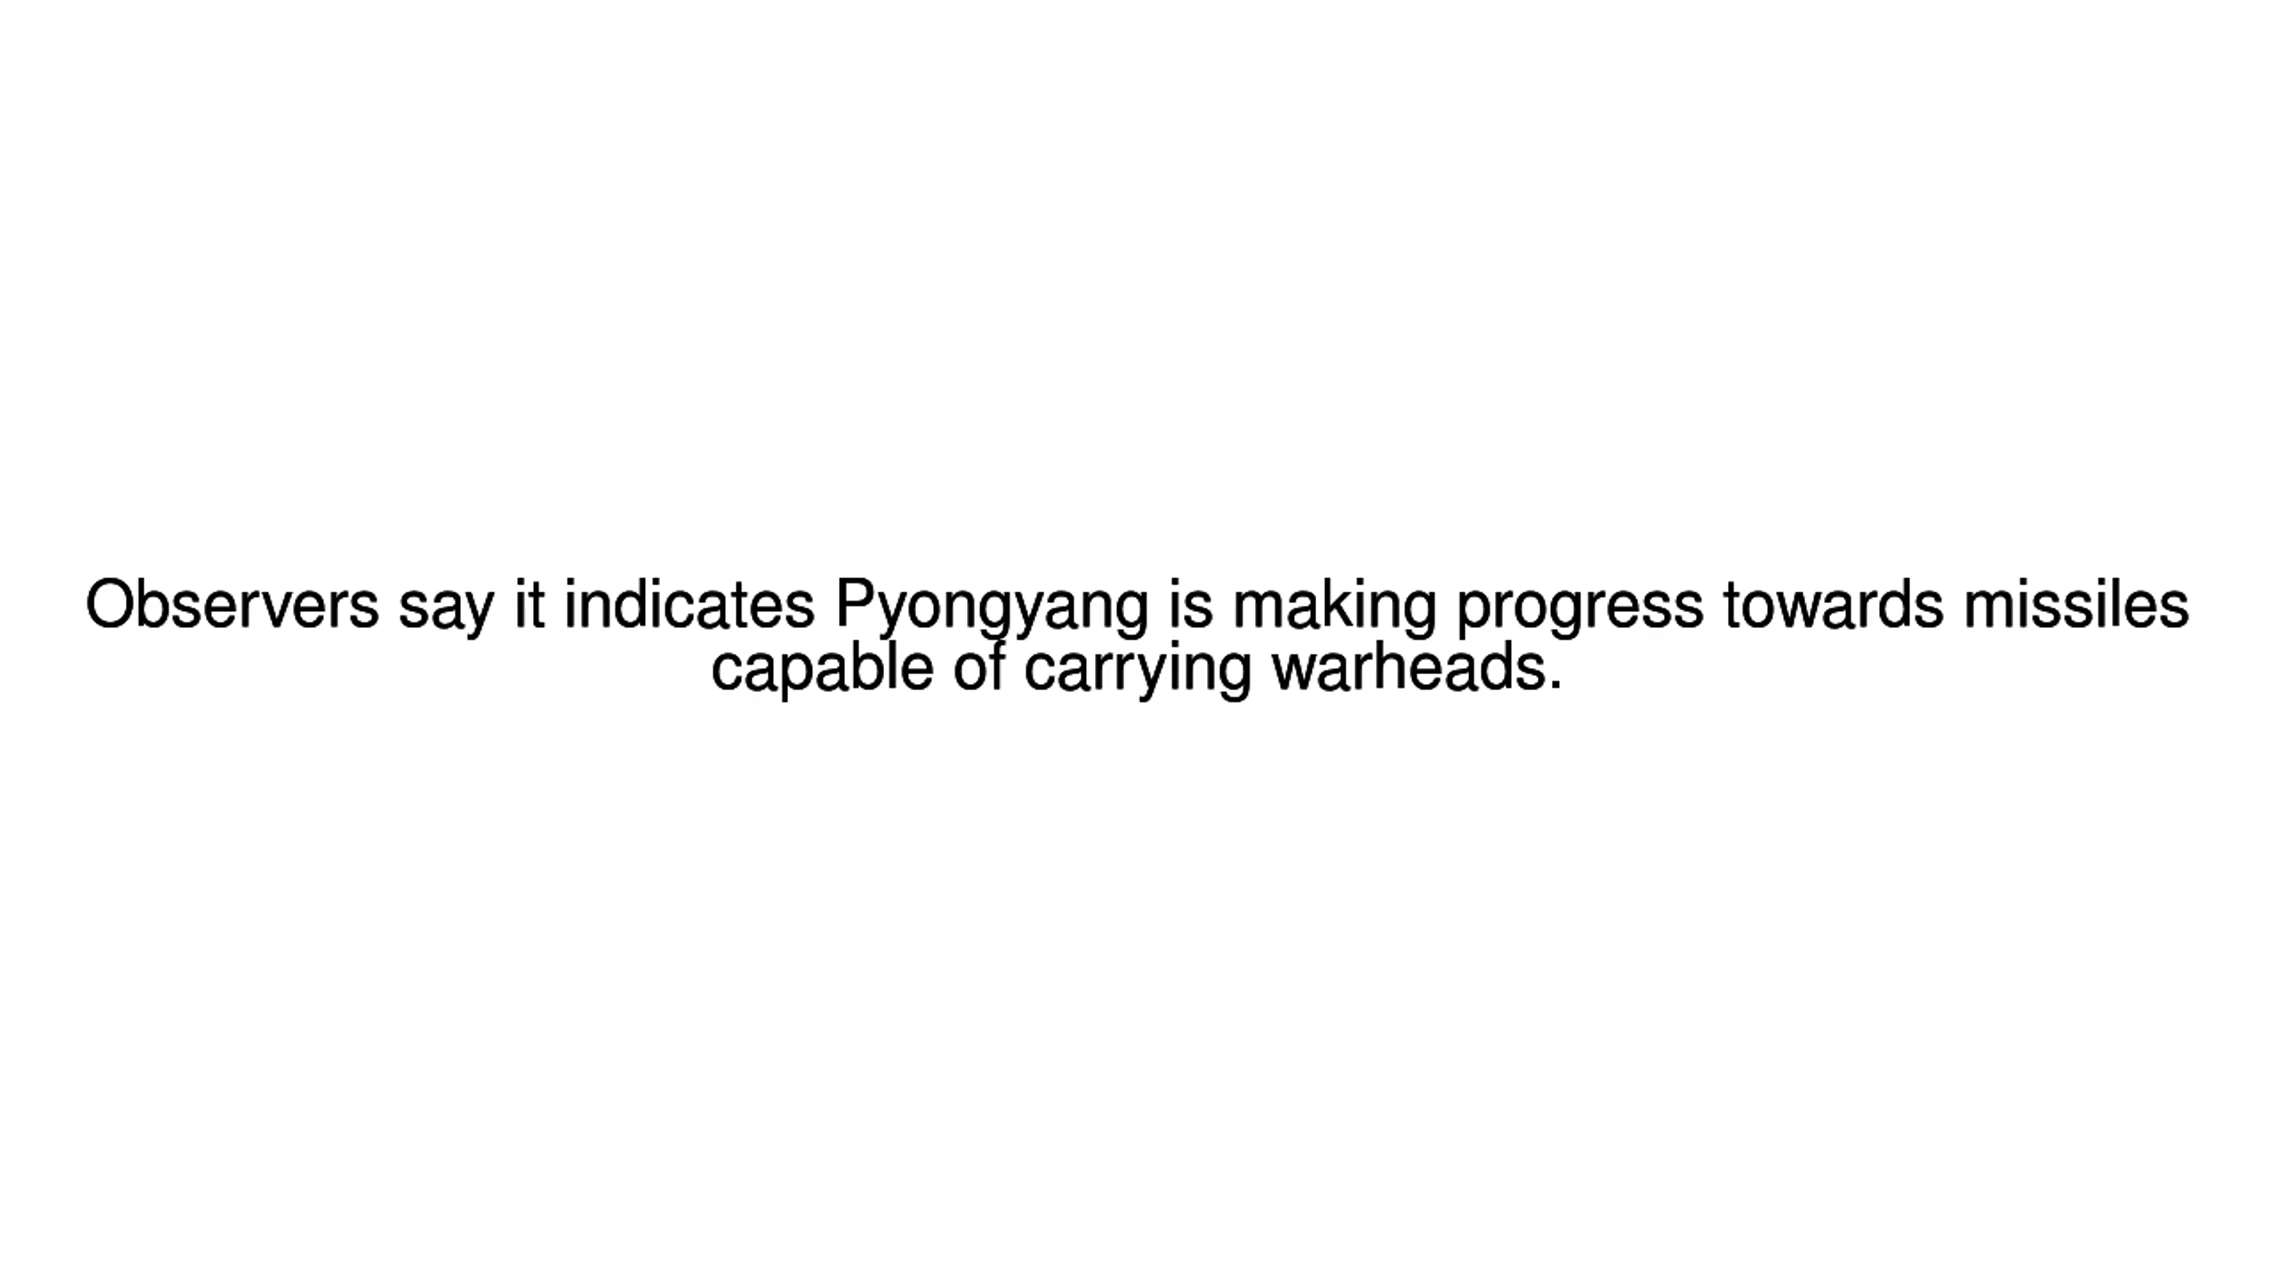 Observers say it indicates Pyongyang is making progress towards missiles
capable of carrying warheads.